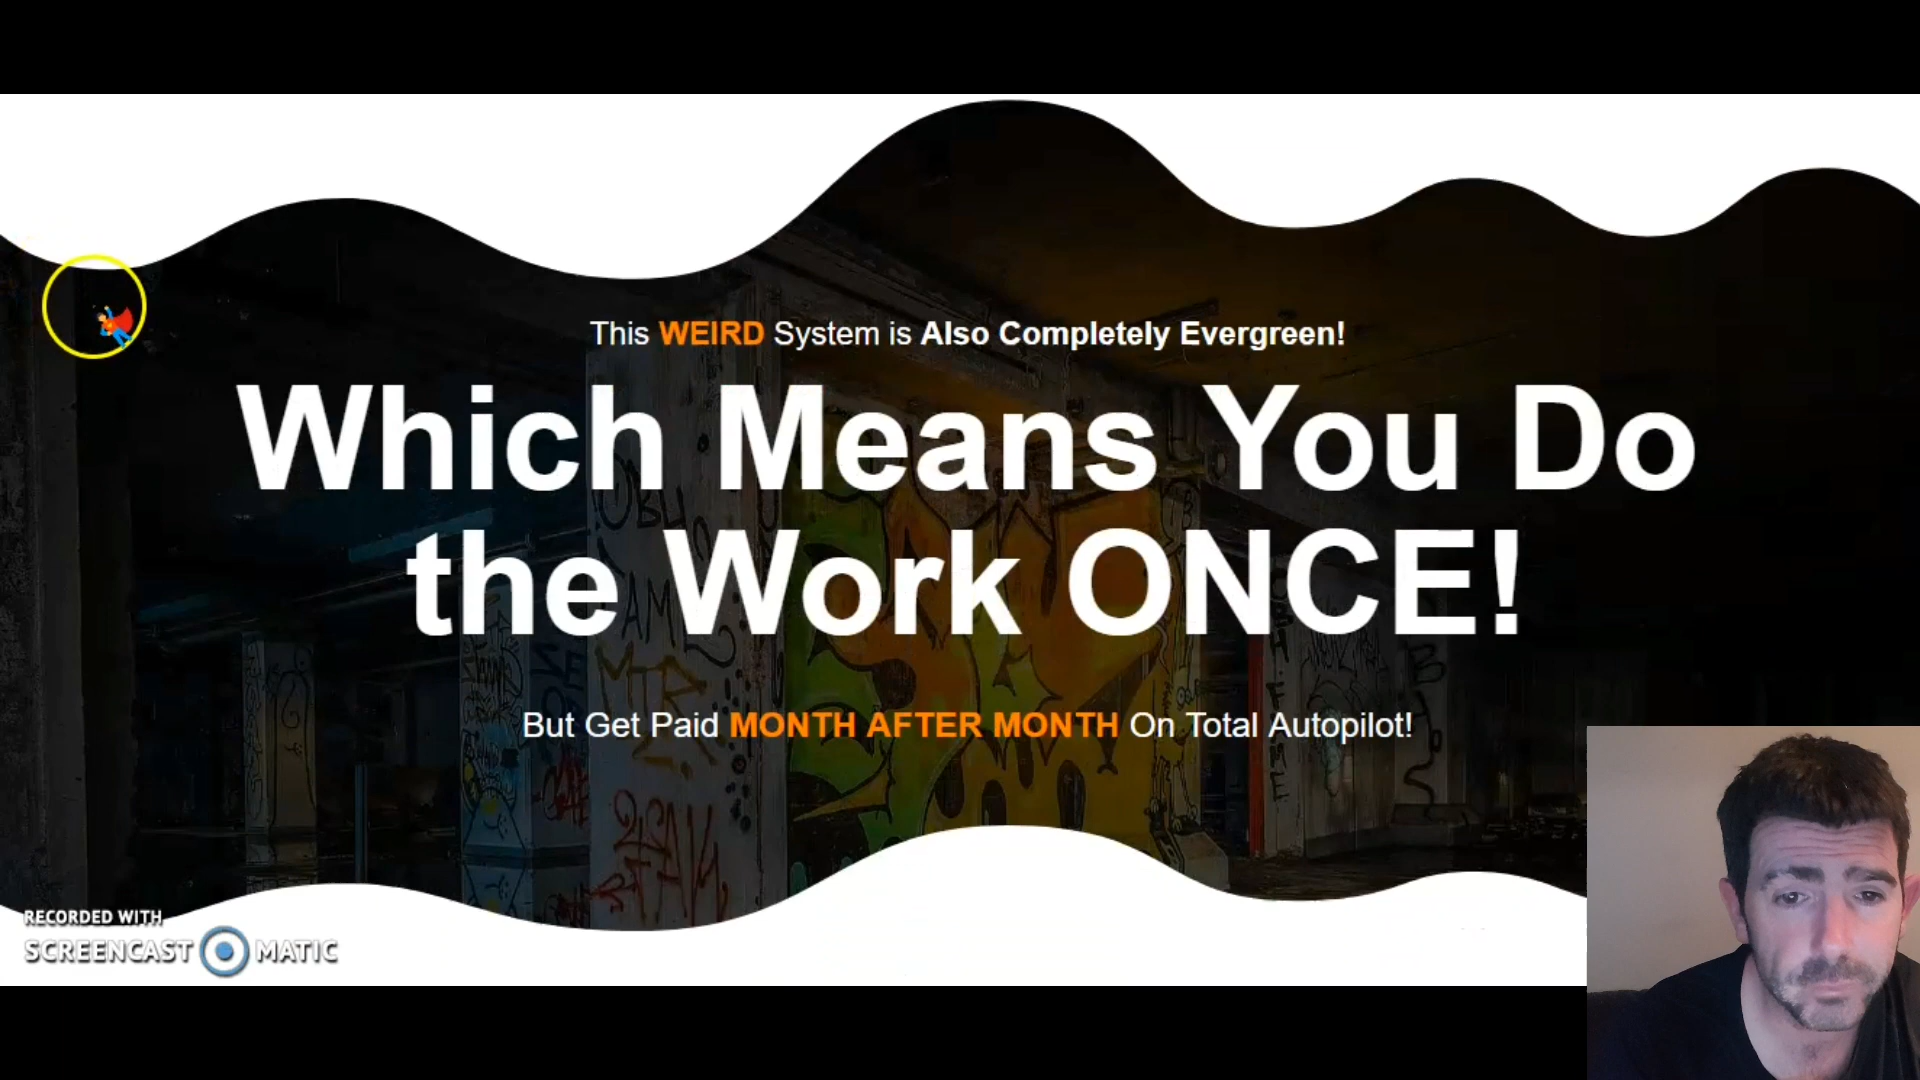 This WEIRD System is Also Completely Evergreen!
Which Means You Do
the Work ONCE!
But Get Paid MONTH AFTER MONTH On Total Autopilot!
RECORDED WITH
SCREENCAST MATIC